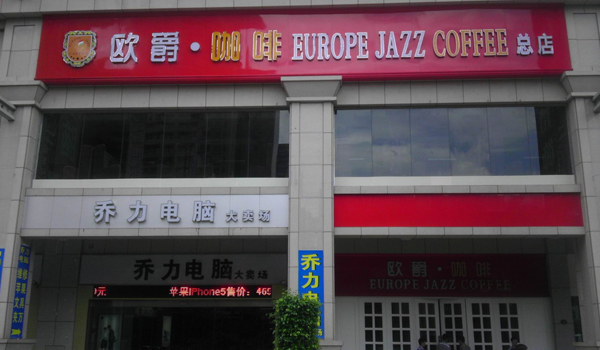 欧爵·咖啡 EUROPE JAZZ COFFEE 总店
乔力电脑 大卖场
乔力电脑 大卖场
欧爵·咖啡
EUROPE JAZZ COFFEE
元 苹果iPhone5售价：465
乔力电